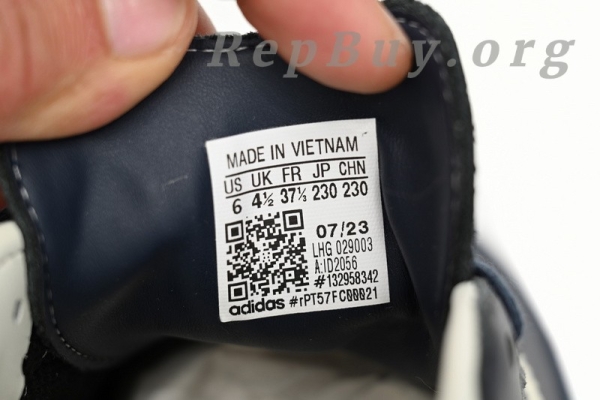 RepBuy.org
MADE IN VIETNAM
US UK FR JP CHN
6 4½ 37⅓ 230 230
07/23
LHG 029003
A:ID2056
#132958342
adidas #rPT57FC00021